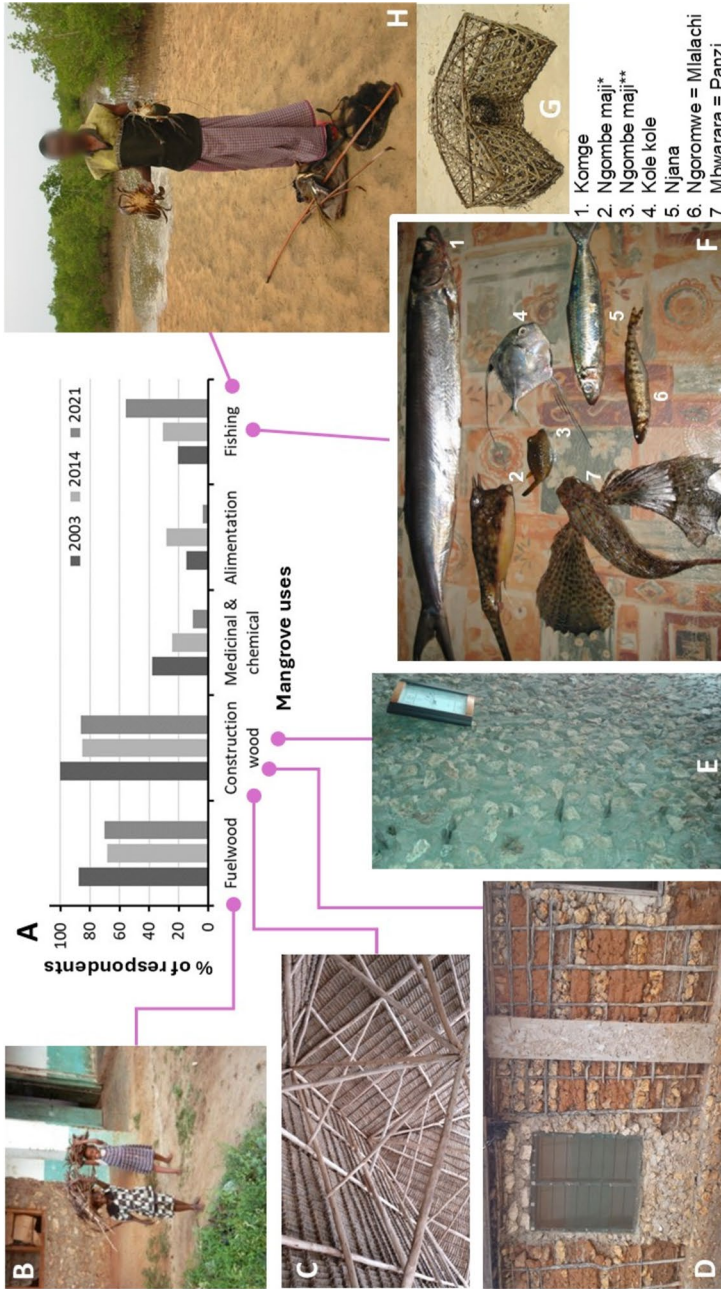 A
■ 2003 ■ 2014 ■ 2021
% of respondents
100
80
60
40
20
0
Fuelwood
Construction
wood
Medicinal &
chemical
Alimentation
Fishing
Mangrove uses
B
C
D
E
F
1
2
3
4
5
6
7
G
H
1. Komge
2. Ngombe maji*
3. Ngombe maji**
4. Kole kole
5. Njana
6. Ngoromwe = Mlalachi
7. Mbwarara = Panzi